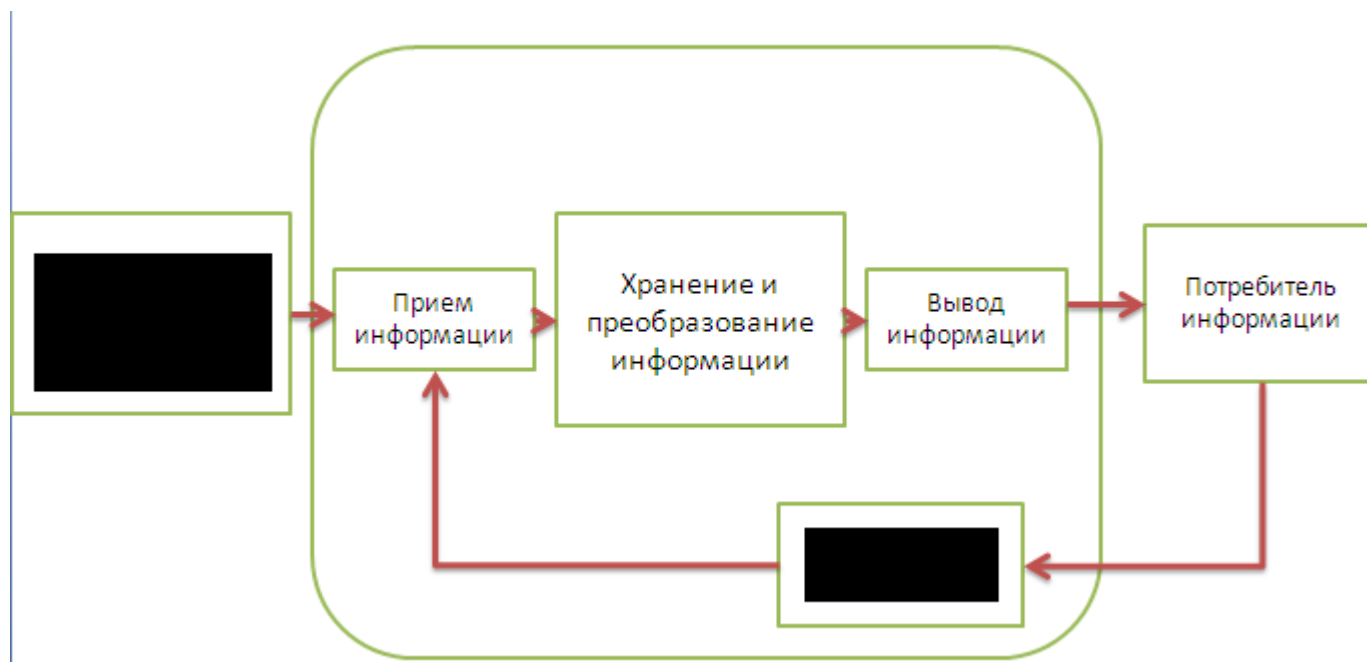 Прием
информации
Хранение и
преобразование
информации
Вывод
информации
Потребитель
информации